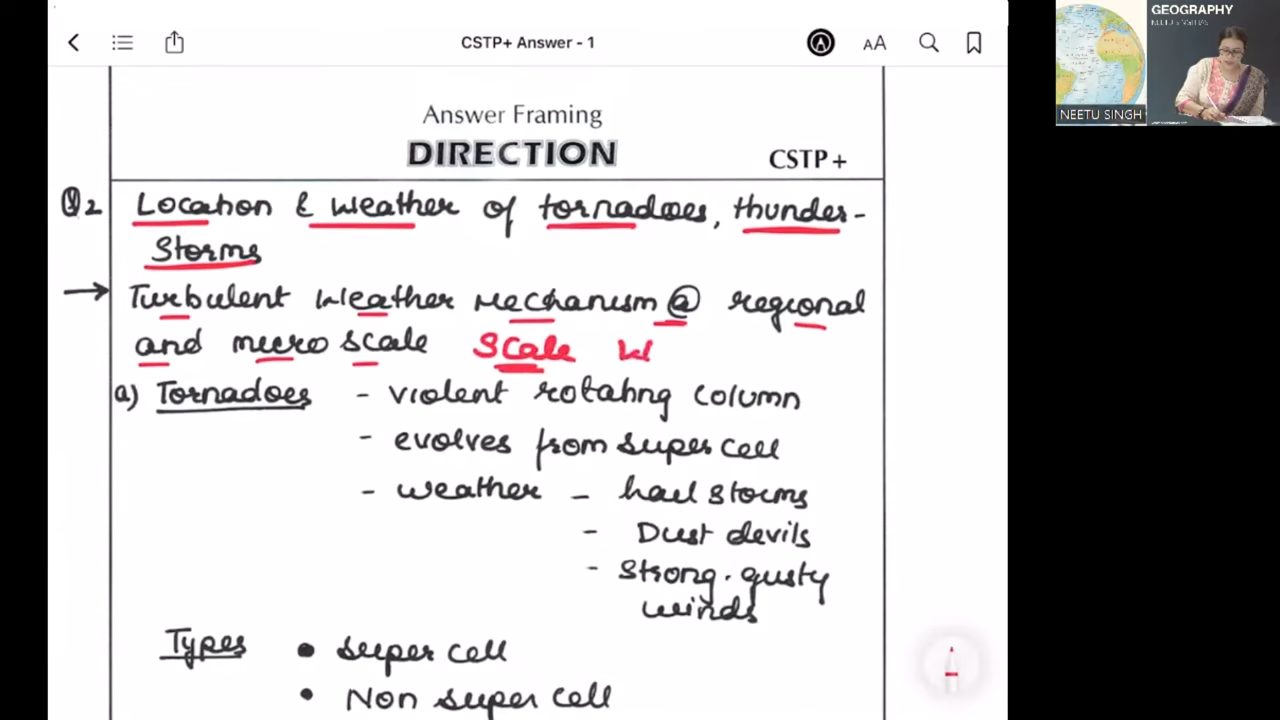 CSTP+ Answer - 1
AA
GEOGRAPHY
NEETU SINGH
Answer Framing
DIRECTION
CSTP+
Q2 Location & weather of tornadoes, thunder-
Storms
→ Turbulent Weather Mechanism @ regional
and micro scale Scale W
a) Tornadoes - violent rotating column
- evolves from super cell
- weather - hail storms
- Dust devils
- Strong. gusty
winds
Types • Super cell
• Non super cell